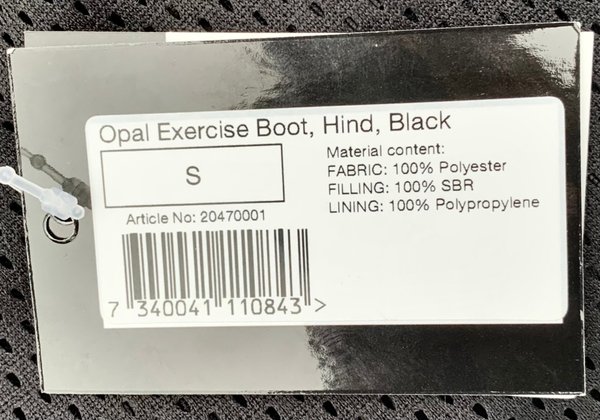 Opal Exercise Boot, Hind, Black
S
Article No: 20470001
7 340041 110843 >
Material content:
FABRIC: 100% Polyester
FILLING: 100% SBR
LINING: 100% Polypropylene